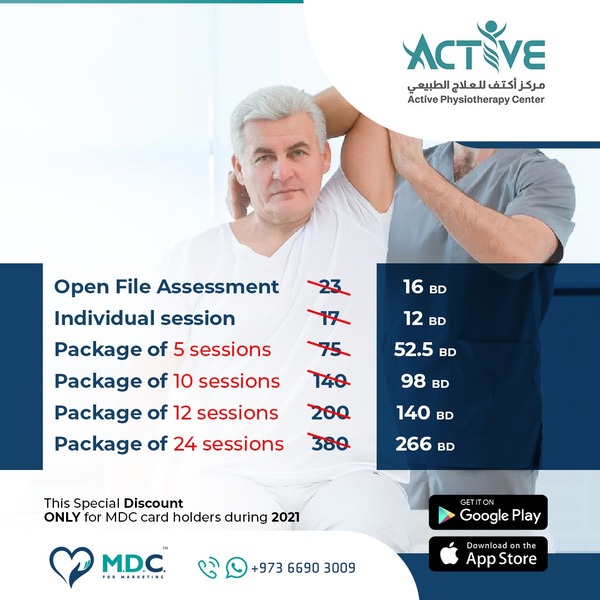 ACTIVE
مركز أكتف للعلاج الطبيعي
Active Physiotherapy Center
Open File Assessment 23 16 BD
Individual session 17 12 BD
Package of 5 sessions 75 52.5 BD
Package of 10 sessions 140 98 BD
Package of 12 sessions 200 140 BD
Package of 24 sessions 380 266 BD
This Special Discount
ONLY for MDC card holders during 2021
GET IT ON
Google Play
Download on the
App Store
M.D.C. ™
FOR MARKETING
+973 6690 3009